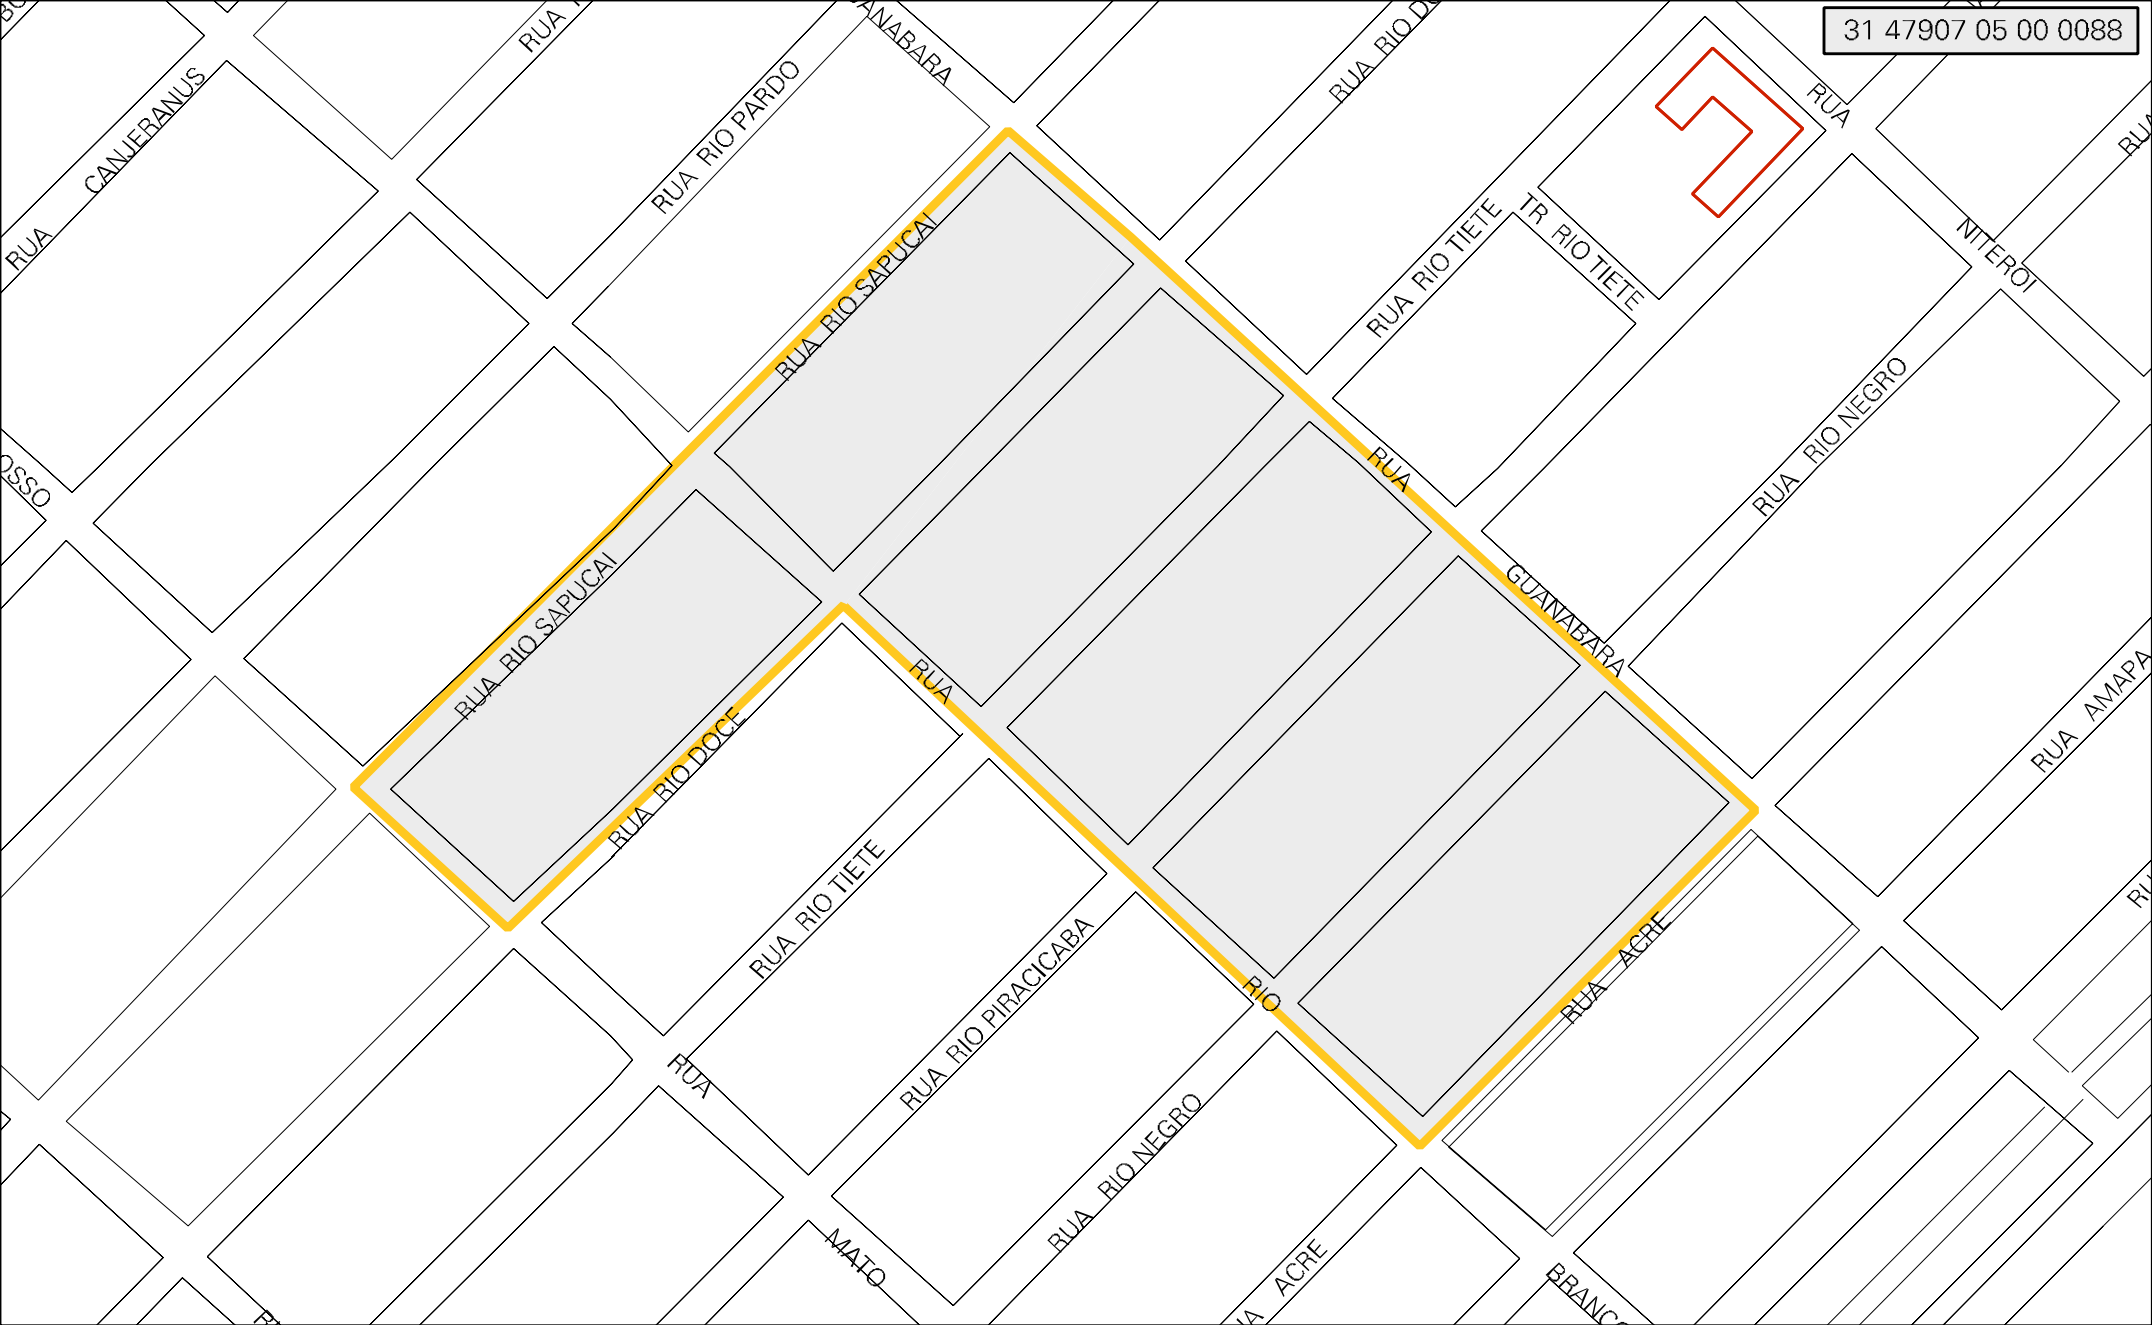 31 47907 05 00 0088
RUA
RUA RIO PARDO
RUA
CANJERANUS
RUA RIO
RUA
NITEROI
RUA
RUA RIO SAPUCAI
RUA RIO TIETE
TR RIO TIETE
RUA
GUANABARA
RUA RIO NEGRO
RUA RIO SAPUCAI
RUA RIO DOCE
RUA
RIO
BRANCO
RUA AMAPA
RUA RIO TIETE
RUA RIO PIRACICABA
RUA ACRE
RUA
MATO
RUA RIO NEGRO
ACRE